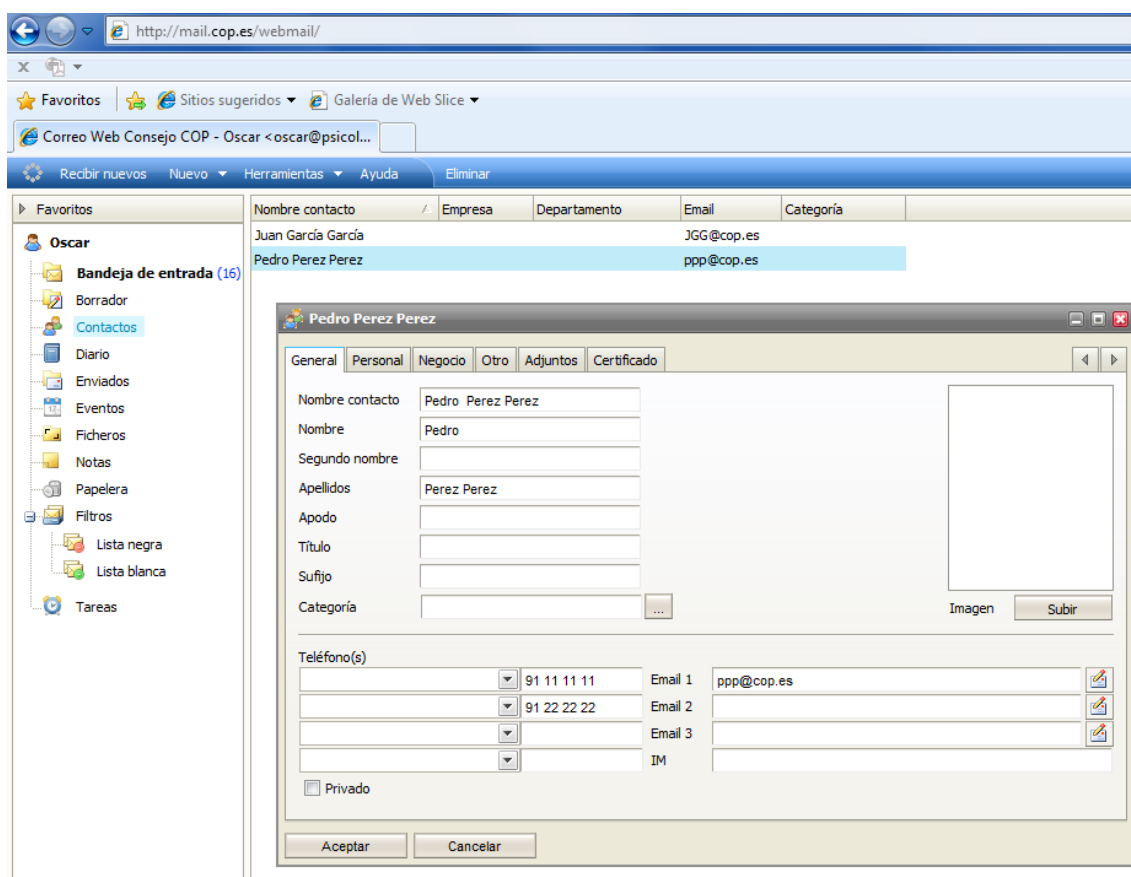 http://mail.cop.es/webmail/
X
Favoritos Sitios sugeridos Galería de Web Slice
Correo Web Consejo COP - Oscar <oscar@psicol...
Recibir nuevos Nuevo Herramientas Ayuda Eliminar
Favoritos
Oscar
Bandeja de entrada (16)
Borrador
Contactos
Diario
Enviados
Eventos
Ficheros
Notas
Papelera
Filtros
Lista negra
Lista blanca
Tareas
Nombre contacto Empresa Departamento Email Categoría
Juan García García JGG@cop.es
Pedro Perez Perez ppp@cop.es
Pedro Perez Perez
General Personal Negocio Otro Adjuntos Certificado
Nombre contacto Pedro Perez Perez
Nombre Pedro
Segundo nombre
Apellidos Perez Perez
Apodo
Título
Sufijo
Categoría ...
Imagen Subir
Teléfono(s)
91 11 11 11 Email 1 ppp@cop.es
91 22 22 22 Email 2
Email 3
IM
Privado
Aceptar Cancelar